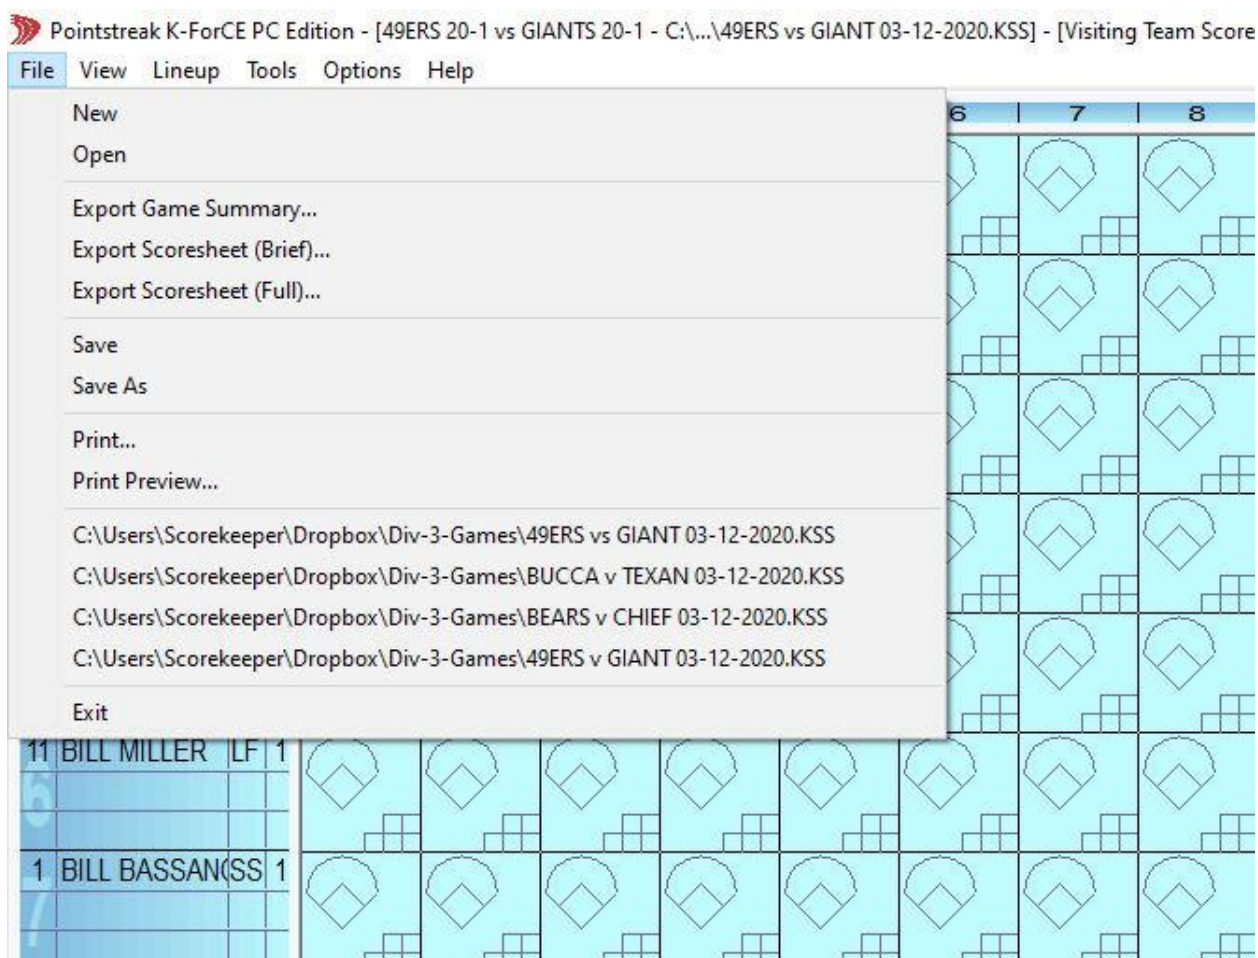 Pointstreak K-ForCE PC Edition - [49ERS 20-1 vs GIANTS 20-1 - C:\...\49ERS vs GIANT 03-12-2020.KSS] - [Visiting Team Score
File View Lineup Tools Options Help
6 7 8
New
Open
Export Game Summary...
Export Scoresheet (Brief)...
Export Scoresheet (Full)...
Save
Save As
Print...
Print Preview...
C:\Users\Scorekeeper\Dropbox\Div-3-Games\49ERS vs GIANT 03-12-2020.KSS
C:\Users\Scorekeeper\Dropbox\Div-3-Games\BUCCA v TEXAN 03-12-2020.KSS
C:\Users\Scorekeeper\Dropbox\Div-3-Games\BEARS v CHIEF 03-12-2020.KSS
C:\Users\Scorekeeper\Dropbox\Div-3-Games\49ERS v GIANT 03-12-2020.KSS
Exit
11 BILL MILLER LF 1
6
1 BILL BASSAN SS 1
7